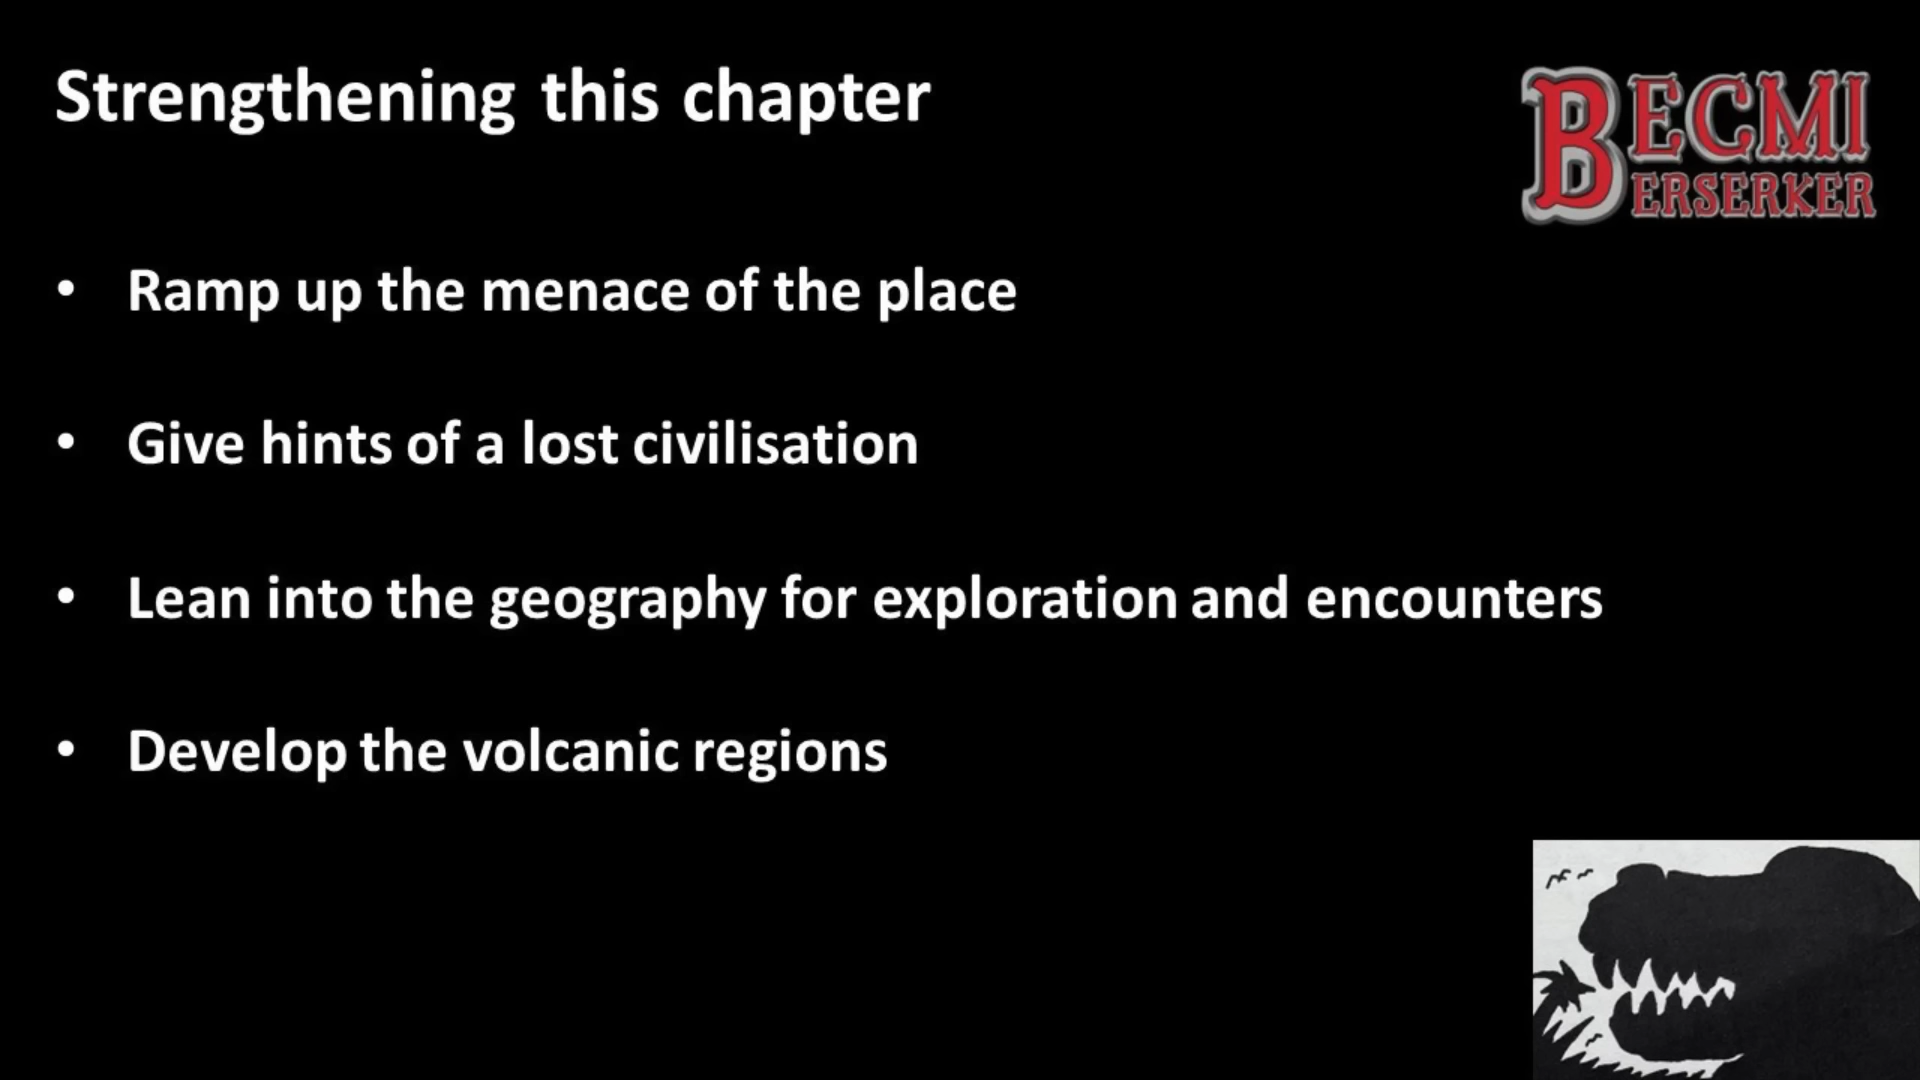 Strengthening this chapter
BECMI
BERSERKER
• Ramp up the menace of the place
• Give hints of a lost civilisation
• Lean into the geography for exploration and encounters
• Develop the volcanic regions